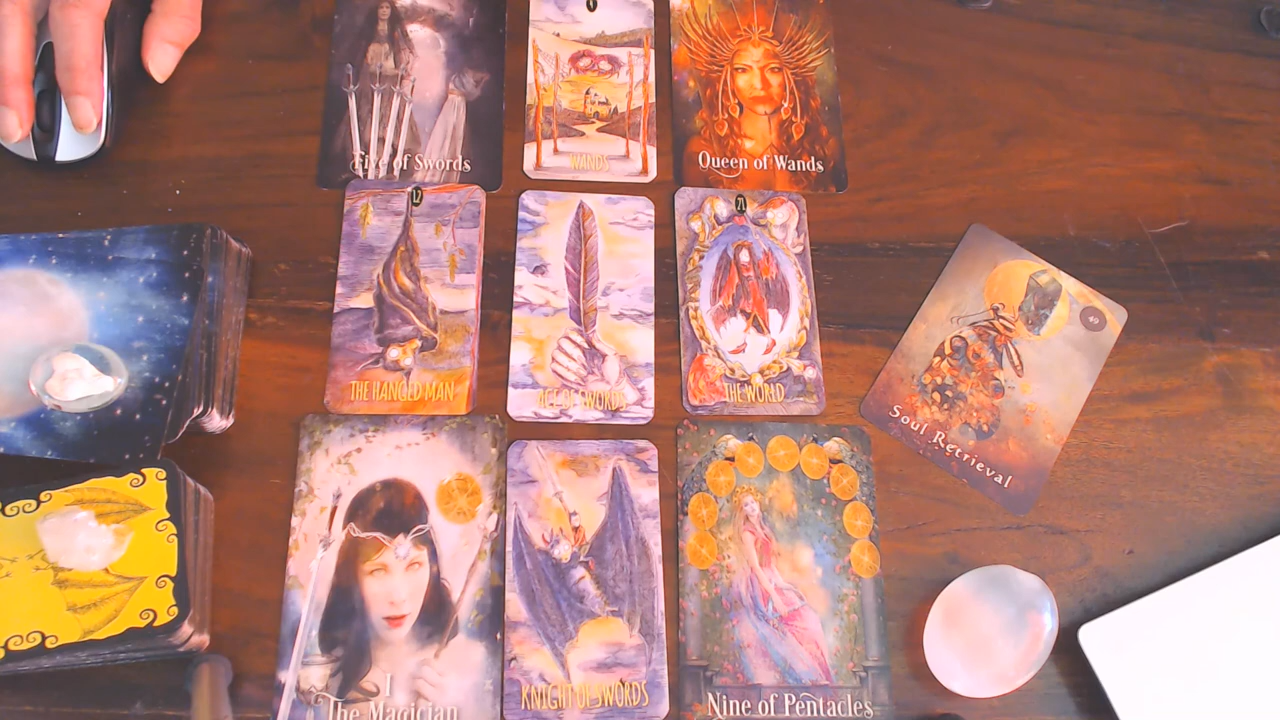 Five of Swords
WANDS
Queen of Wands
12
THE HANGED MAN
ACE OF SWORDS
21
THE WORLD
49
Soul Retrieval
I
The Magician
KNIGHT OF SWORDS
Nine of Pentacles